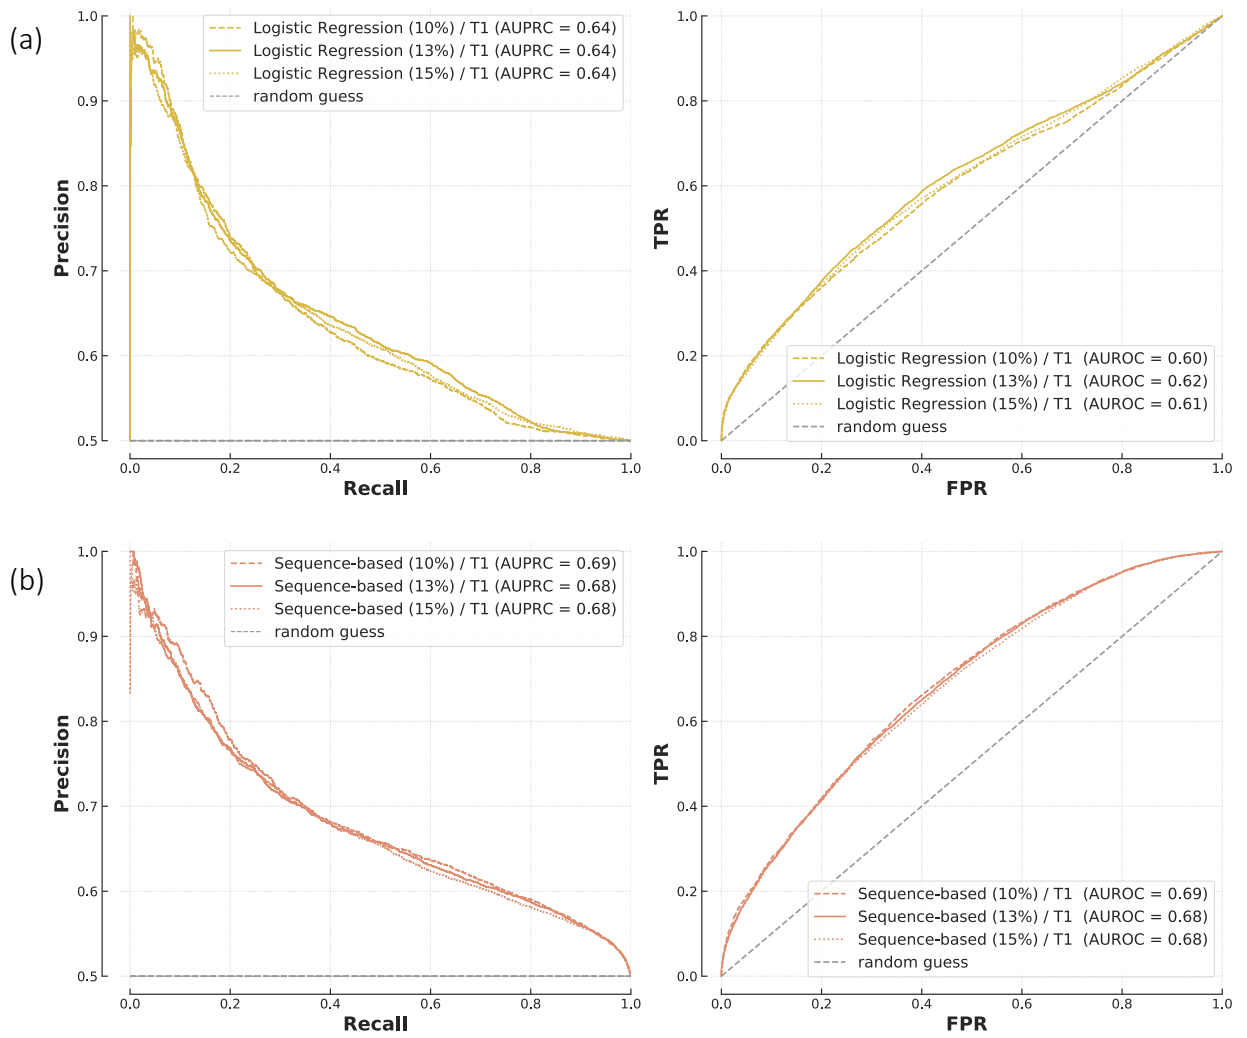 (a)
1.0
0.9
0.8
0.7
0.6
0.5
Precision
Logistic Regression (10%) / T1 (AUPRC = 0.64)
Logistic Regression (13%) / T1 (AUPRC = 0.64)
Logistic Regression (15%) / T1 (AUPRC = 0.64)
random guess
0.0 0.2 0.4 0.6 0.8 1.0
Recall
1.0
0.8
0.6
0.4
0.2
0.0
TPR
Logistic Regression (10%) / T1 (AUROC = 0.60)
Logistic Regression (13%) / T1 (AUROC = 0.62)
Logistic Regression (15%) / T1 (AUROC = 0.61)
random guess
0.0 0.2 0.4 0.6 0.8 1.0
FPR
(b)
1.0
0.9
0.8
0.7
0.6
0.5
Precision
Sequence-based (10%) / T1 (AUPRC = 0.69)
Sequence-based (13%) / T1 (AUPRC = 0.68)
Sequence-based (15%) / T1 (AUPRC = 0.68)
random guess
0.0 0.2 0.4 0.6 0.8 1.0
Recall
1.0
0.8
0.6
0.4
0.2
0.0
TPR
Sequence-based (10%) / T1 (AUROC = 0.69)
Sequence-based (13%) / T1 (AUROC = 0.68)
Sequence-based (15%) / T1 (AUROC = 0.68)
random guess
0.0 0.2 0.4 0.6 0.8 1.0
FPR